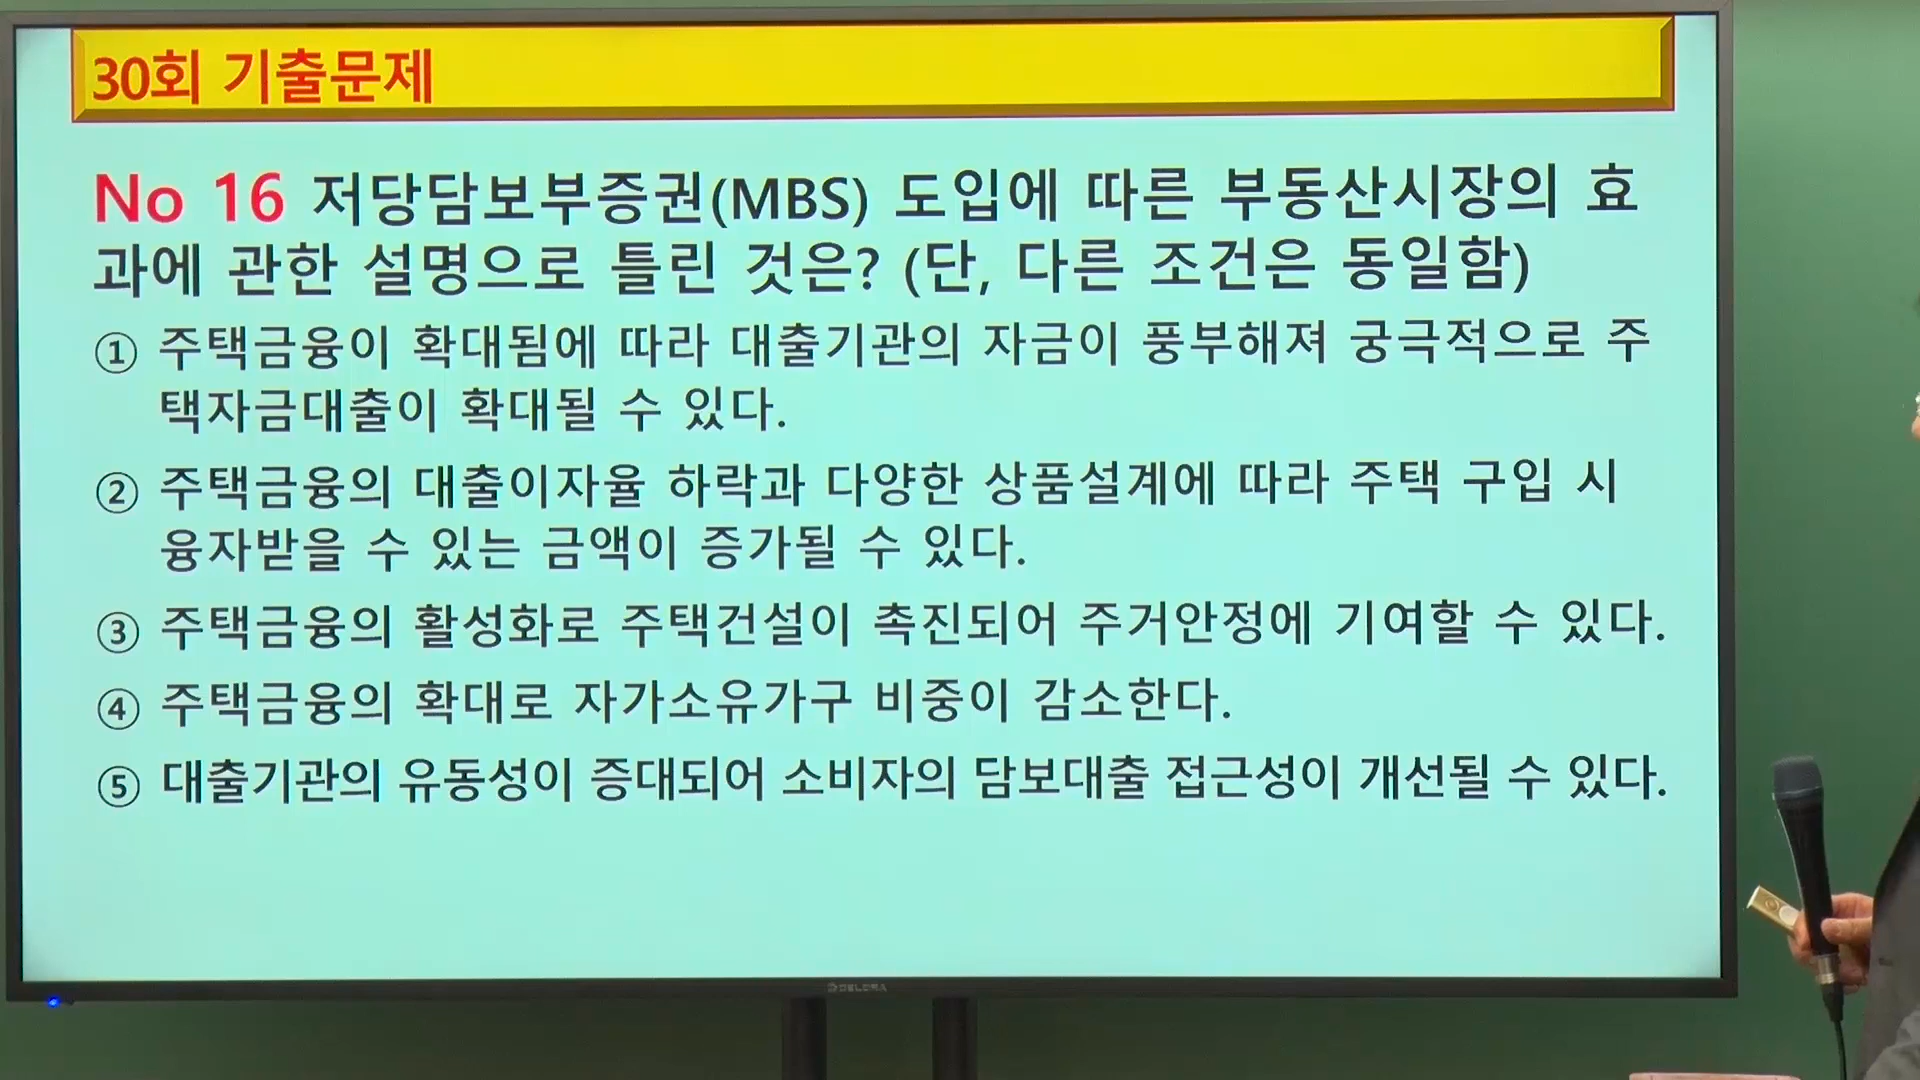 30회 기출문제
No 16 저당담보부증권(MBS) 도입에 따른 부동산시장의 효
과에 관한 설명으로 틀린 것은? (단, 다른 조건은 동일함)
① 주택금융이 확대됨에 따라 대출기관의 자금이 풍부해져 궁극적으로 주
택자금대출이 확대될 수 있다.
② 주택금융의 대출이자율 하락과 다양한 상품설계에 따라 주택 구입 시
융자받을 수 있는 금액이 증가될 수 있다.
③ 주택금융의 활성화로 주택건설이 촉진되어 주거안정에 기여할 수 있다.
④ 주택금융의 확대로 자가소유가구 비중이 감소한다.
⑤ 대출기관의 유동성이 증대되어 소비자의 담보대출 접근성이 개선될 수 있다.